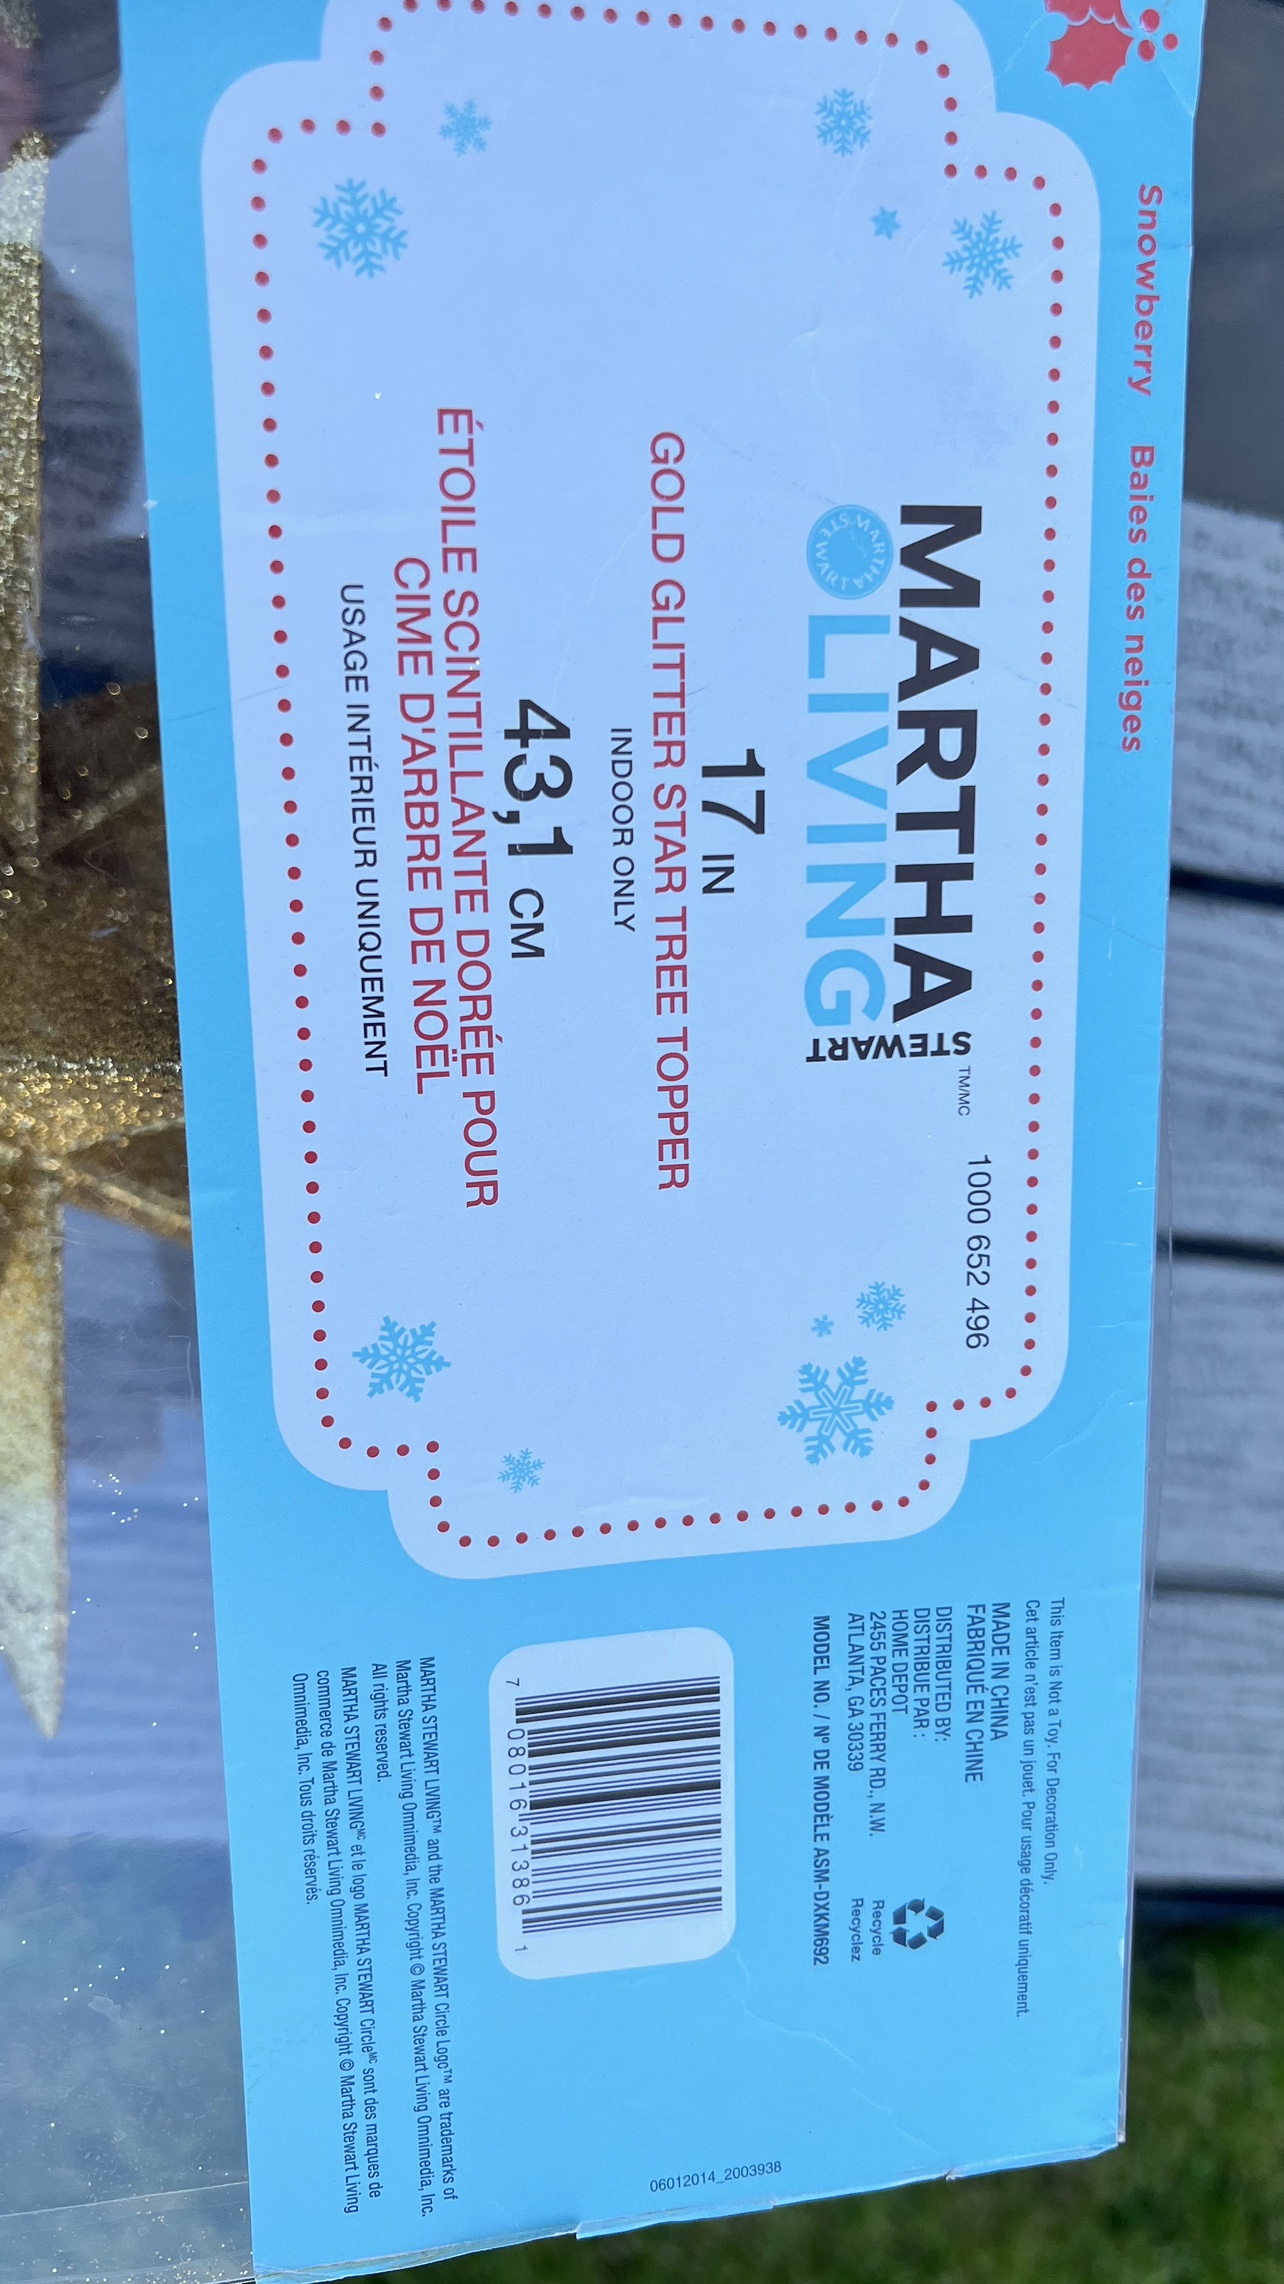 Snowberry Baies des neiges
MARTHA
LIVING
STEWART
TM/MC
1000 652 496
MARTHA STEWART
17 IN
GOLD GLITTER STAR TREE TOPPER
INDOOR ONLY
43,1 CM
ÉTOILE SCINTILLANTE DORÉE POUR
CIME D'ARBRE DE NOËL
USAGE INTÉRIEUR UNIQUEMENT
This Item is Not a Toy. For Decoration Only.
Cet article n'est pas un jouet. Pour usage décoratif uniquement.
MADE IN CHINA
FABRIQUÉ EN CHINE
DISTRIBUTED BY:
DISTRIBUE PAR :
HOME DEPOT
2455 PACES FERRY RD., N.W.
ATLANTA, GA 30339
Recycle
Recyclez
MODEL NO. / N° DE MODÈLE ASM-DXKM692
7 08016 31386 1
MARTHA STEWART LIVING™ and the MARTHA STEWART Circle Logo™ are trademarks of
Martha Stewart Living Omnimedia, Inc. Copyright © Martha Stewart Living Omnimedia, Inc.
All rights reserved.
MARTHA STEWART LIVINGMC et le logo MARTHA STEWART CircleMC sont des marques de
commerce de Martha Stewart Living Omnimedia, Inc. Copyright © Martha Stewart Living
Omnimedia, Inc. Tous droits réservés.
06012014_2003938